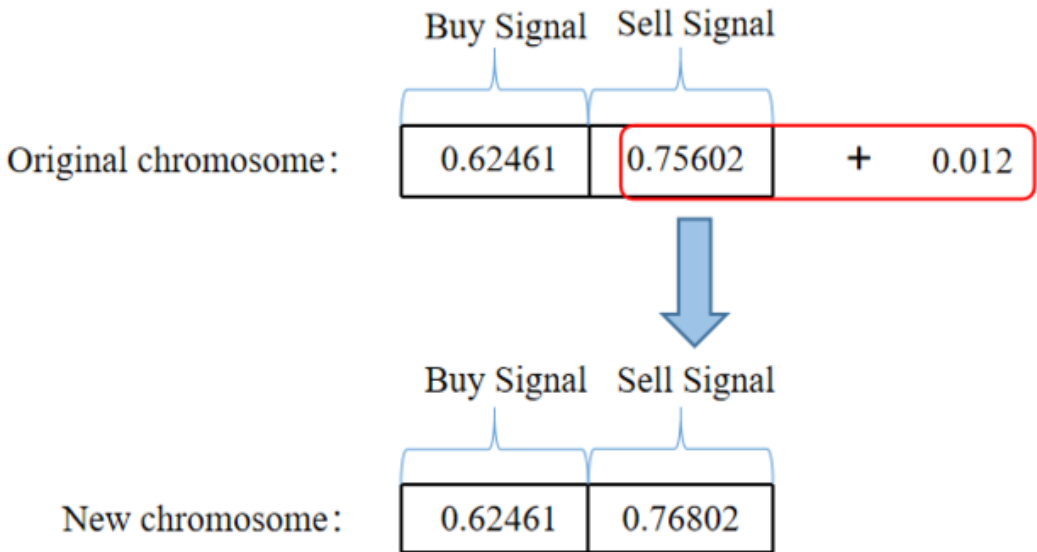 Buy Signal Sell Signal
Original chromosome: 0.62461 0.75602 + 0.012
Buy Signal Sell Signal
New chromosome: 0.62461 0.76802